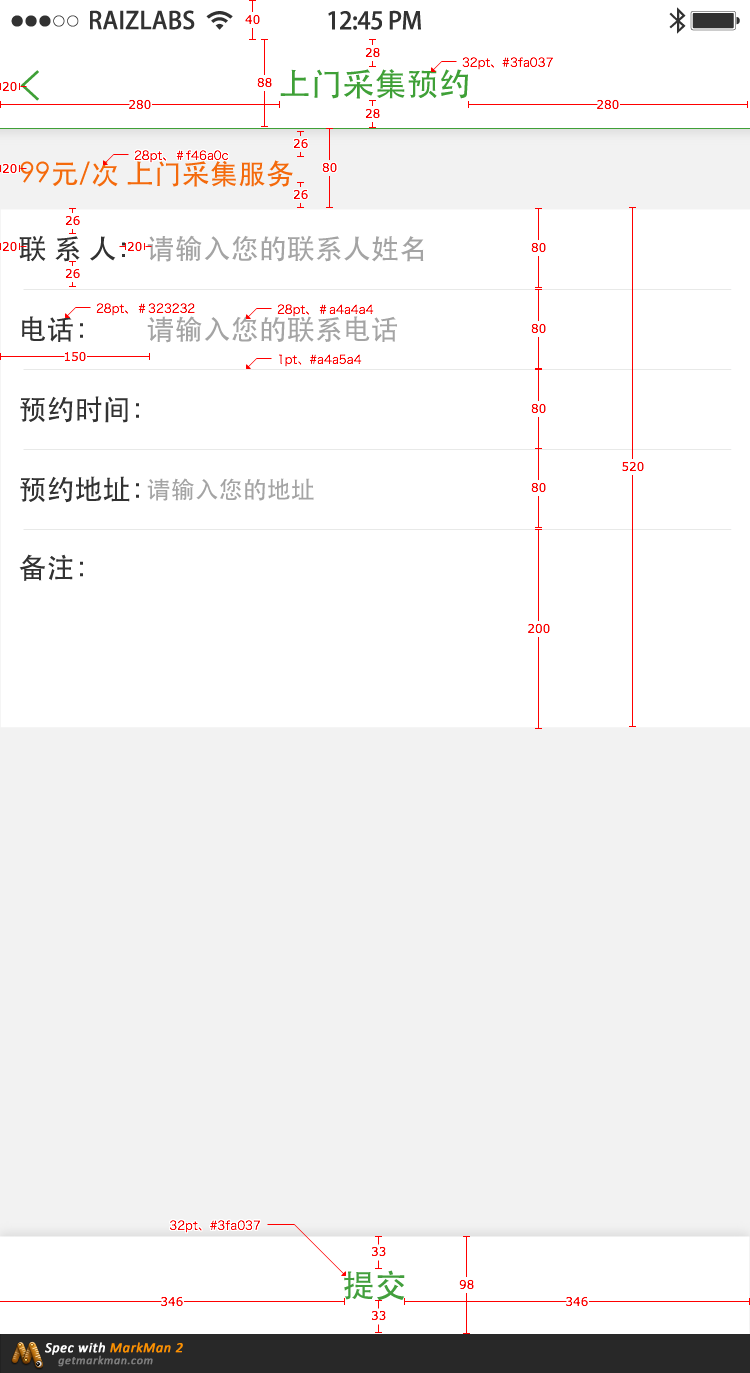 RAIZLABS 40 12:45 PM
28
32pt、#3fa037
88
上门采集预约
20
280
280
28
26
28pt、#f46a0c
80
20
99元/次 上门采集服务
26
26
20
联 系 人:
20
请输入您的联系人姓名
80
26
28pt、#323232
28pt、#a4a4a4
电话:
请输入您的联系电话
80
150
1pt、#a4a5a4
预约时间:
80
520
预约地址:
请输入您的地址
80
备注:
200
32pt、#3fa037
33
提交
98
346
346
33
Spec with MarkMan 2
getmarkman.com